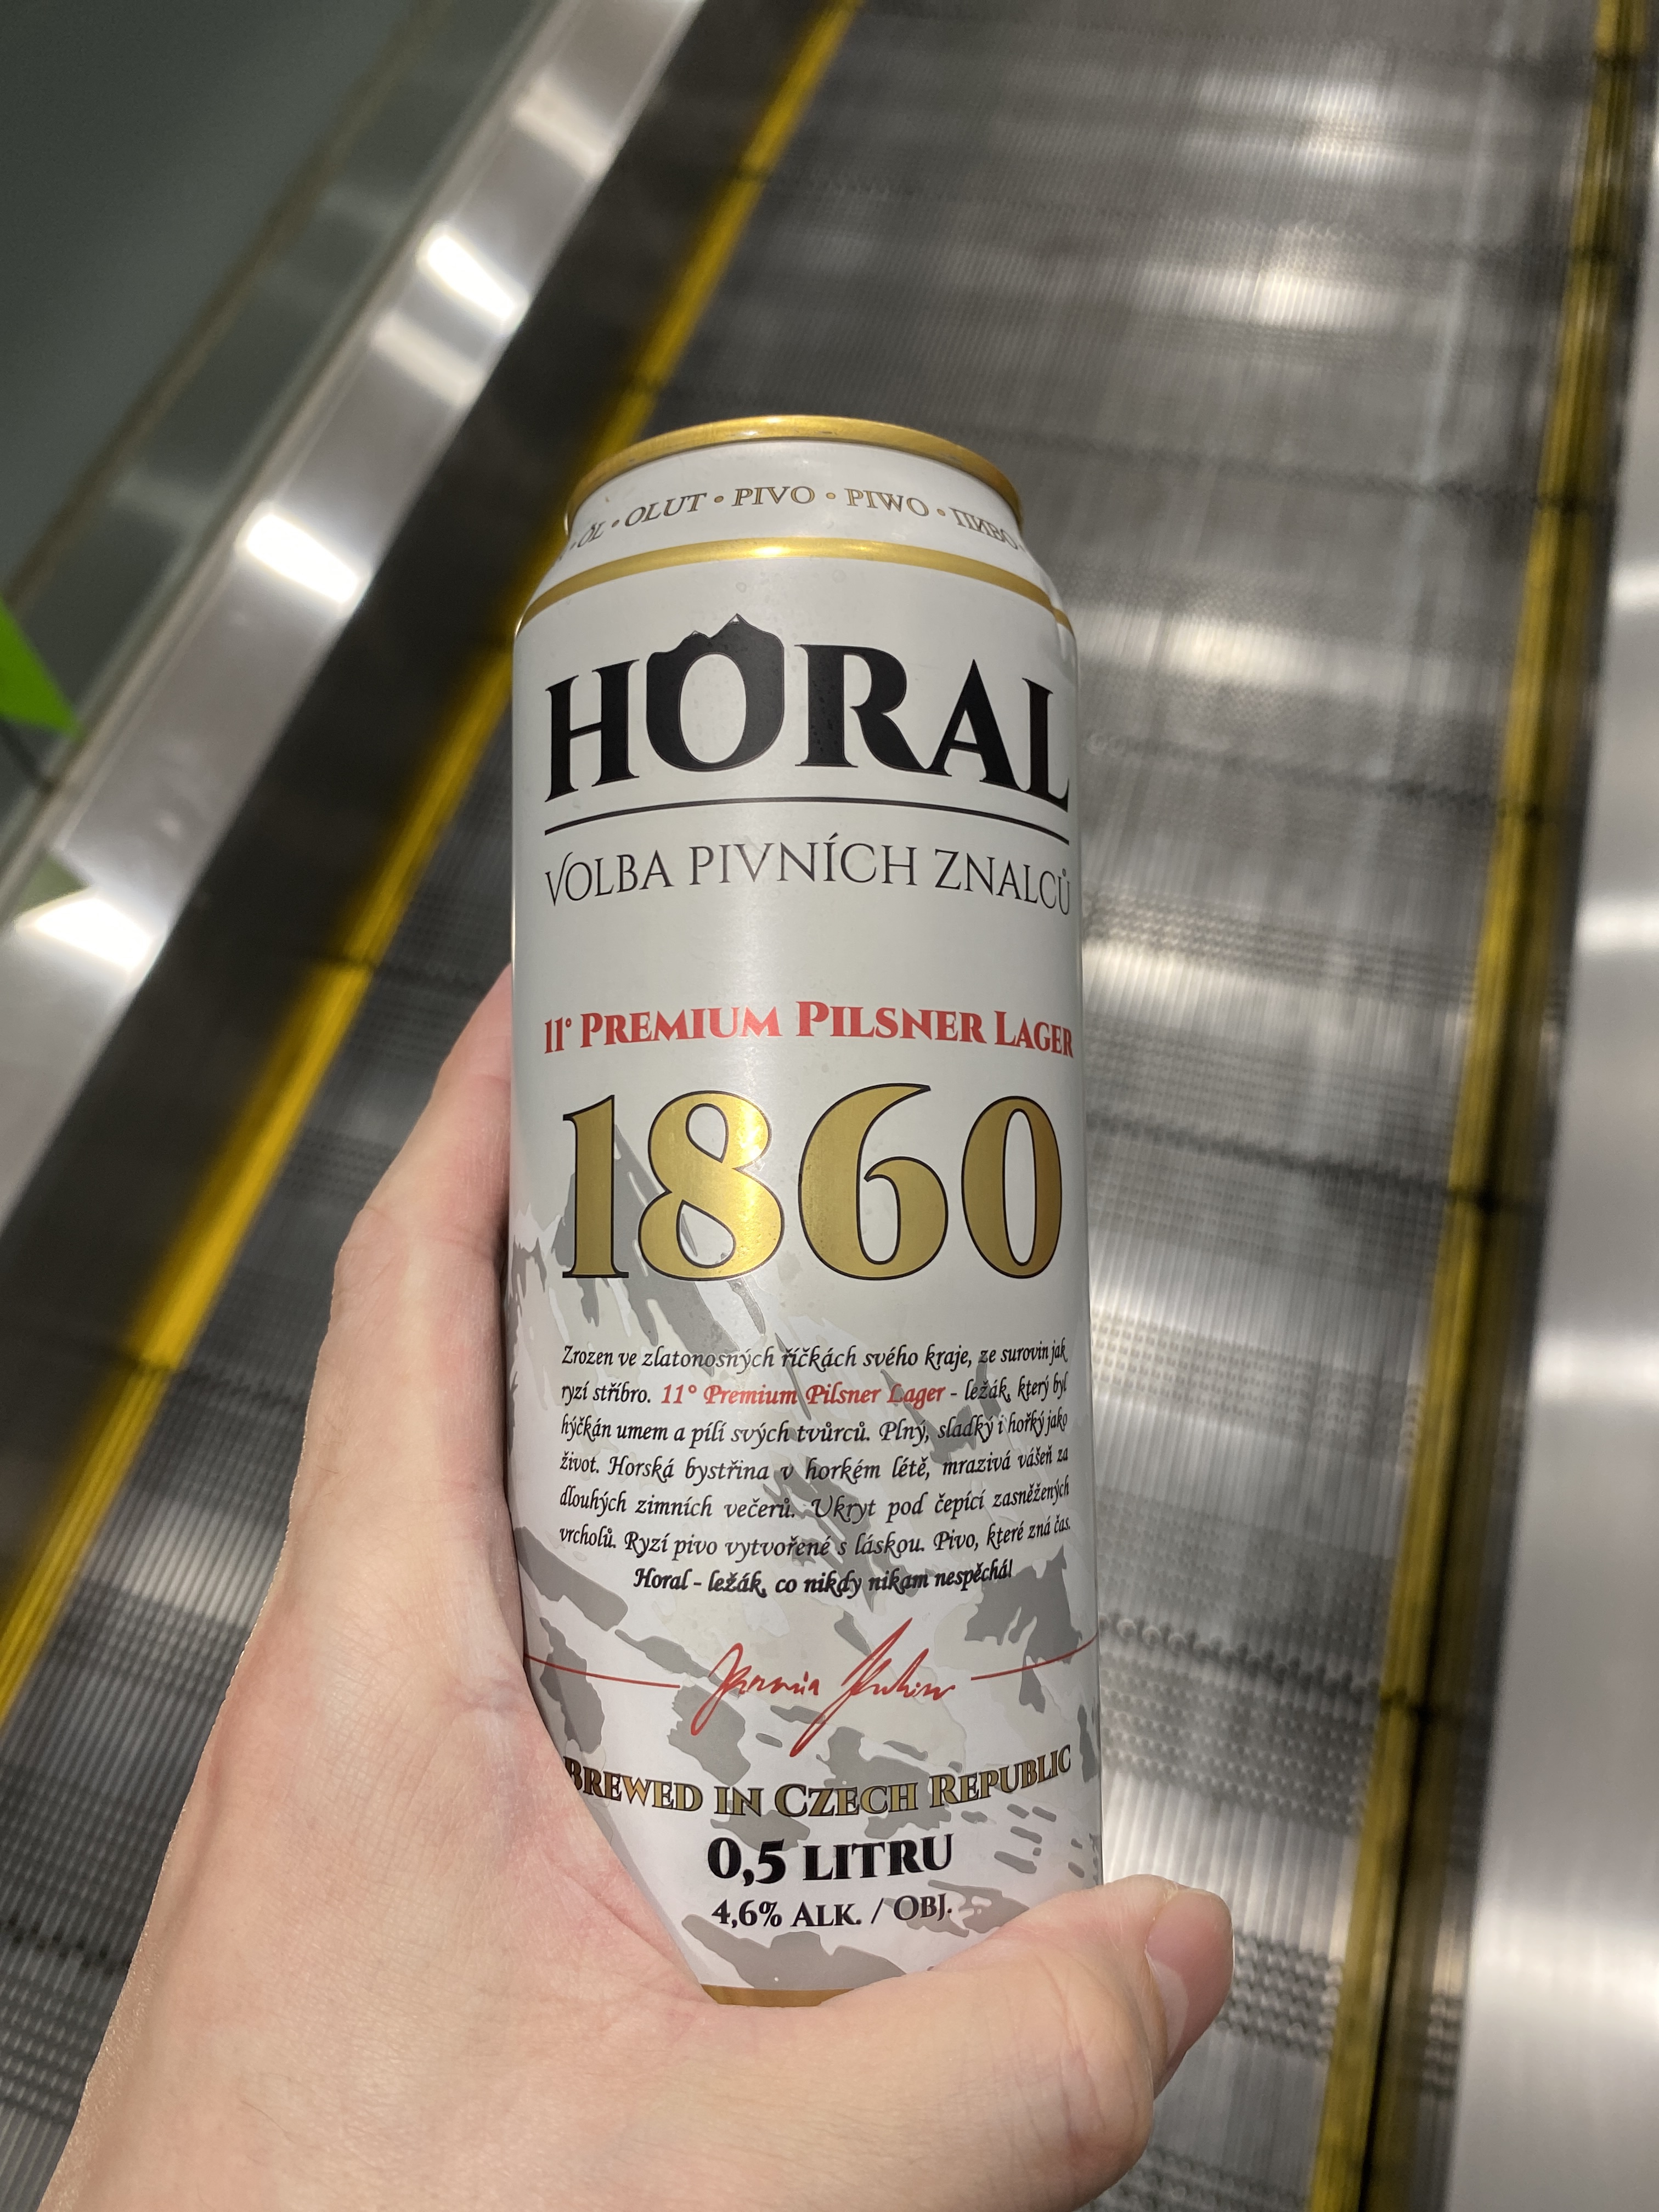 ÖL • OLUT • PIVO • PIWO • ПИВО
HORAL
VOLBA PIVNÍCH ZNALCŮ
11° PREMIUM PILSNER LAGER
1860
Zrozen ve zlatonosných říčkách svého kraje, ze surovin jak
ryzí stříbro. 11° Premium Pilsner Lager - ležák, který byl
hýčkán umem a pílí svých tvůrců. Plný, sladký i hořký jako
život. Horská bystřina v horkém létě, mrazivá vášeň za
dlouhých zimních večerů. Ukryt pod čepící zasněžených
vrcholů. Ryzí pivo vytvořené s láskou. Pivo, které zná čas.
Horal - ležák, co nikdy nikam nespěchá!
BREWED IN CZECH REPUBLIC
0,5 LITRU
4,6% ALK. / OBJ.